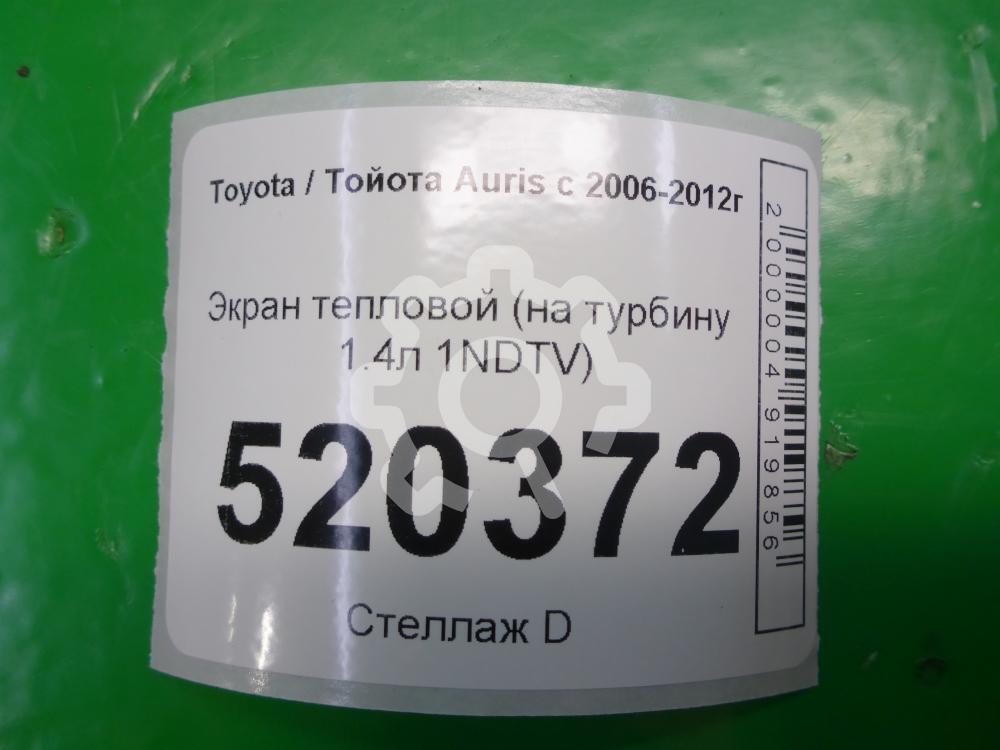 Toyota / Тойота Auris с 2006-2012г
Экран тепловой (на турбину
1.4л 1NDTV)
520372
Стеллаж D
2000004919856